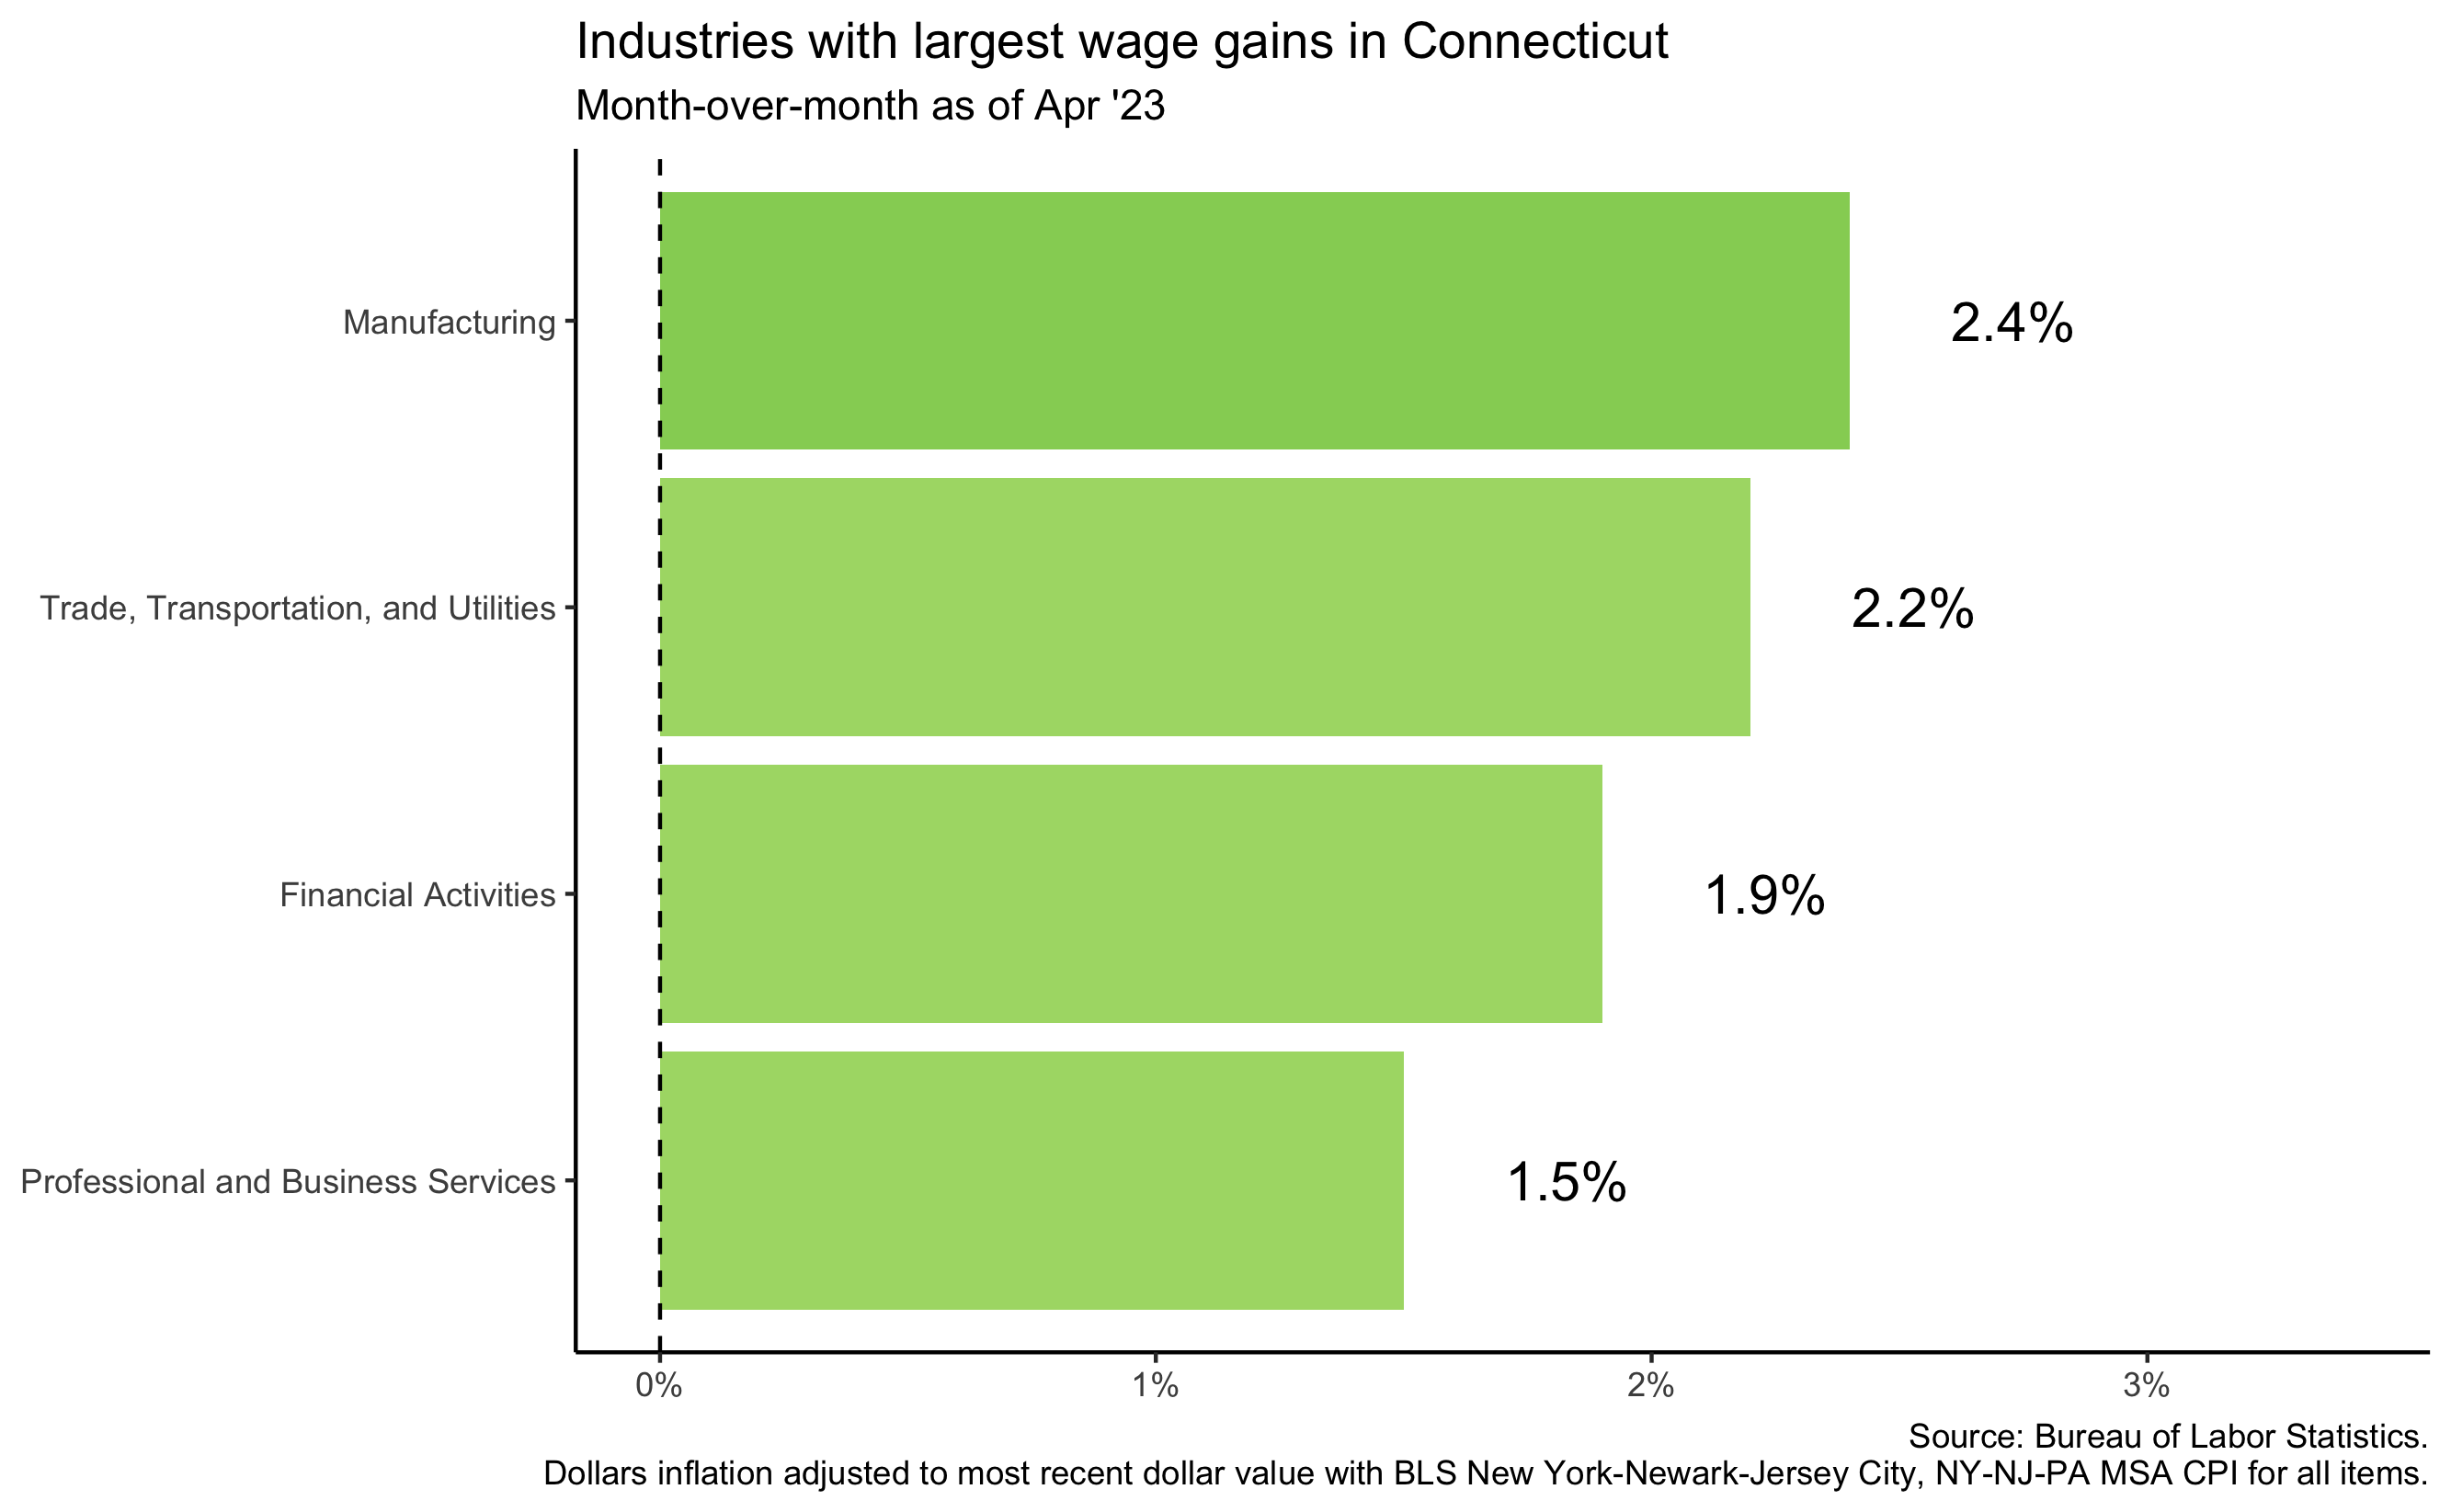 Industries with largest wage gains in Connecticut
Month-over-month as of Apr '23
Manufacturing
2.4%
Trade, Transportation, and Utilities
2.2%
Financial Activities
1.9%
Professional and Business Services
1.5%
0% 1% 2% 3%
Source: Bureau of Labor Statistics.
Dollars inflation adjusted to most recent dollar value with BLS New York-Newark-Jersey City, NY-NJ-PA MSA CPI for all items.